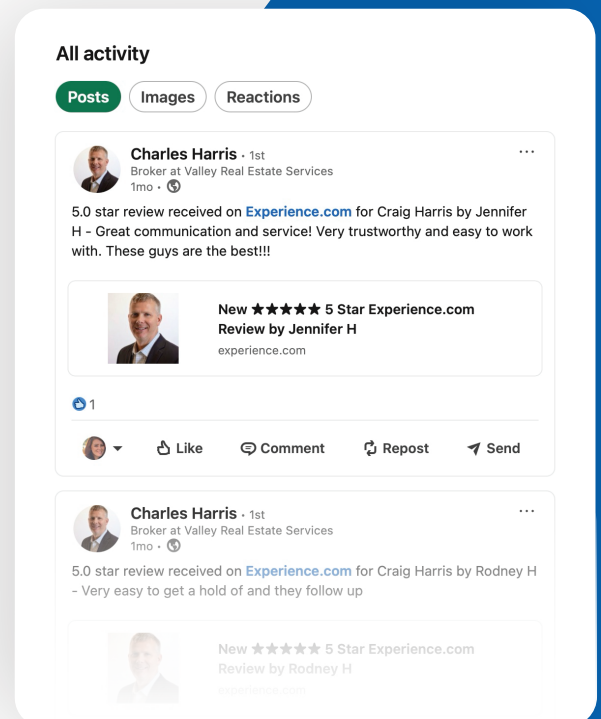 All activity
Posts Images Reactions
Charles Harris · 1st
Broker at Valley Real Estate Services
1mo ·
5.0 star review received on Experience.com for Craig Harris by Jennifer
H - Great communication and service! Very trustworthy and easy to work
with. These guys are the best!!!
New ★★★★★ 5 Star Experience.com
Review by Jennifer H
experience.com
1
Like Comment Repost Send
Charles Harris · 1st
Broker at Valley Real Estate Services
1mo ·
5.0 star review received on Experience.com for Craig Harris by Rodney H
- Very easy to get a hold of and they follow up
New ★★★★★ 5 Star Experience.com
Review by Rodney H
experience.com